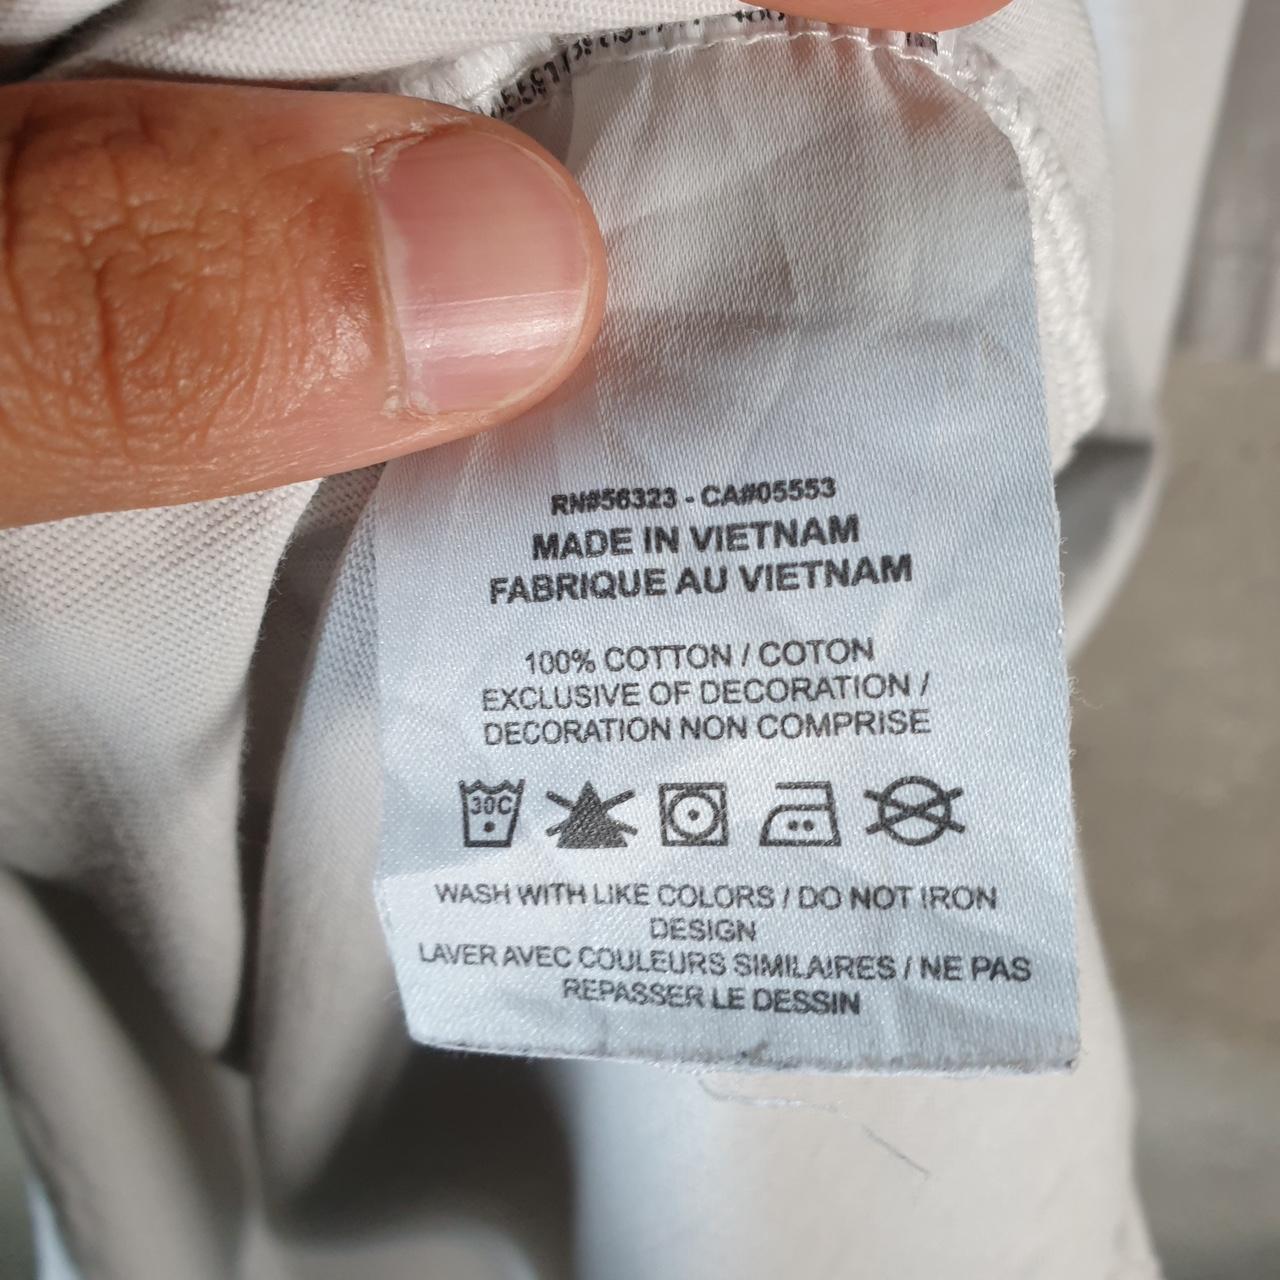 RN#56323 - CA#05553
MADE IN VIETNAM
FABRIQUE AU VIETNAM
100% COTTON / COTON
EXCLUSIVE OF DECORATION /
DECORATION NON COMPRISE
30C
WASH WITH LIKE COLORS / DO NOT IRON
DESIGN
LAVER AVEC COULEURS SIMILAIRES / NE PAS
REPASSER LE DESSIN